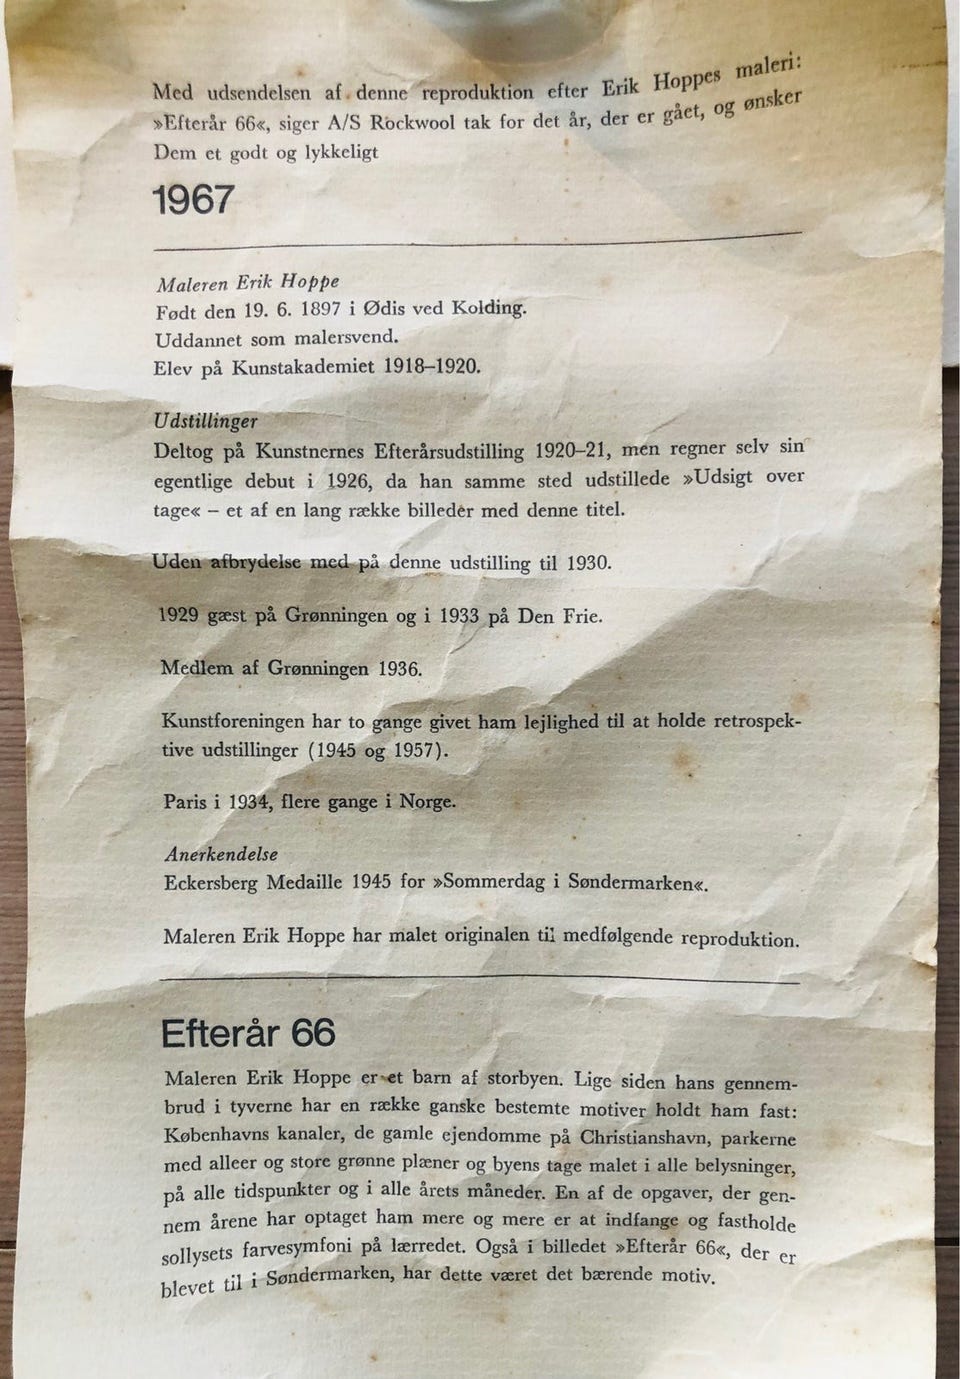 Med udsendelsen af denne reproduktion efter Erik Hoppes maleri:
»Efterår 66«, siger A/S Rockwool tak for det år, der er gået, og ønsker
Dem et godt og lykkeligt
1967
Maleren Erik Hoppe
Født den 19. 6. 1897 i Ødis ved Kolding.
Uddannet som malersvend.
Elev på Kunstakademiet 1918–1920.
Udstillinger
Deltog på Kunstnernes Efterårsudstilling 1920–21, men regner selv sin
egentlige debut i 1926, da han samme sted udstillede »Udsigt over
tage« – et af en lang række billeder med denne titel.
Uden afbrydelse med på denne udstilling til 1930.
1929 gæst på Grønningen og i 1933 på Den Frie.
Medlem af Grønningen 1936.
Kunstforeningen har to gange givet ham lejlighed til at holde retrospek-
tive udstillinger (1945 og 1957).
Paris i 1934, flere gange i Norge.
Anerkendelse
Eckersberg Medaille 1945 for »Sommerdag i Søndermarken«.
Maleren Erik Hoppe har malet originalen til medfølgende reproduktion.
Efterår 66
Maleren Erik Hoppe er et barn af storbyen. Lige siden hans gennem-
brud i tyverne har en række ganske bestemte motiver holdt ham fast:
Københavns kanaler, de gamle ejendomme på Christianshavn, parkerne
med alleer og store grønne plæner og byens tage malet i alle belysninger,
på alle tidspunkter og i alle årets måneder. En af de opgaver, der gen-
nem årene har optaget ham mere og mere er at indfange og fastholde
sollysets farvesymfoni på lærredet. Også i billedet »Efterår 66«, der er
blevet til i Søndermarken, har dette været det bærende motiv.